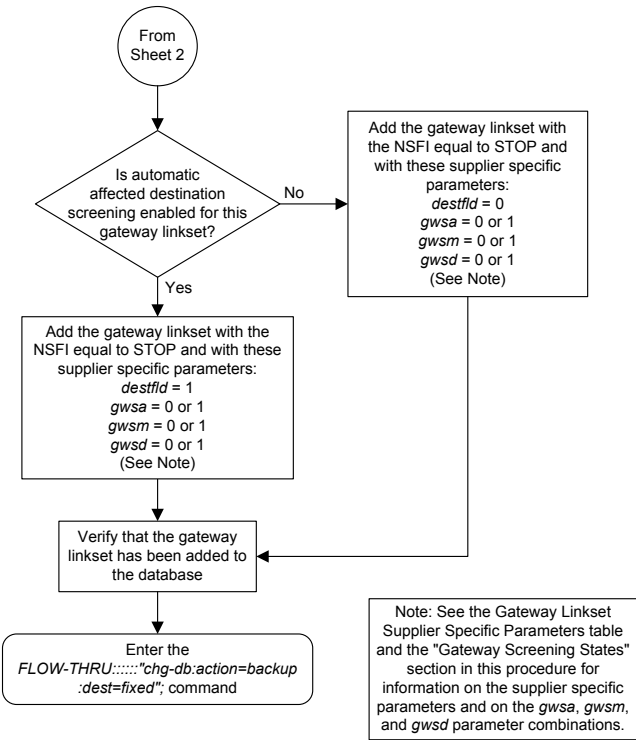 From
Sheet 2
Is automatic
affected destination
screening enabled for this
gateway linkset?
No
Add the gateway linkset with
the NSFI equal to STOP and
with these supplier specific
parameters:
destfld = 0
gwsa = 0 or 1
gwsm = 0 or 1
gwsd = 0 or 1
(See Note)
Yes
Add the gateway linkset with the
NSFI equal to STOP and with these
supplier specific parameters:
destfld = 1
gwsa = 0 or 1
gwsm = 0 or 1
gwsd = 0 or 1
(See Note)
Verify that the gateway
linkset has been added to
the database
Enter the
FLOW-THRU::::::"chg-db:action=backup
:dest=fixed"; command
Note: See the Gateway Linkset
Supplier Specific Parameters table
and the "Gateway Screening States"
section in this procedure for
information on the supplier specific
parameters and on the gwsa, gwsm,
and gwsd parameter combinations.